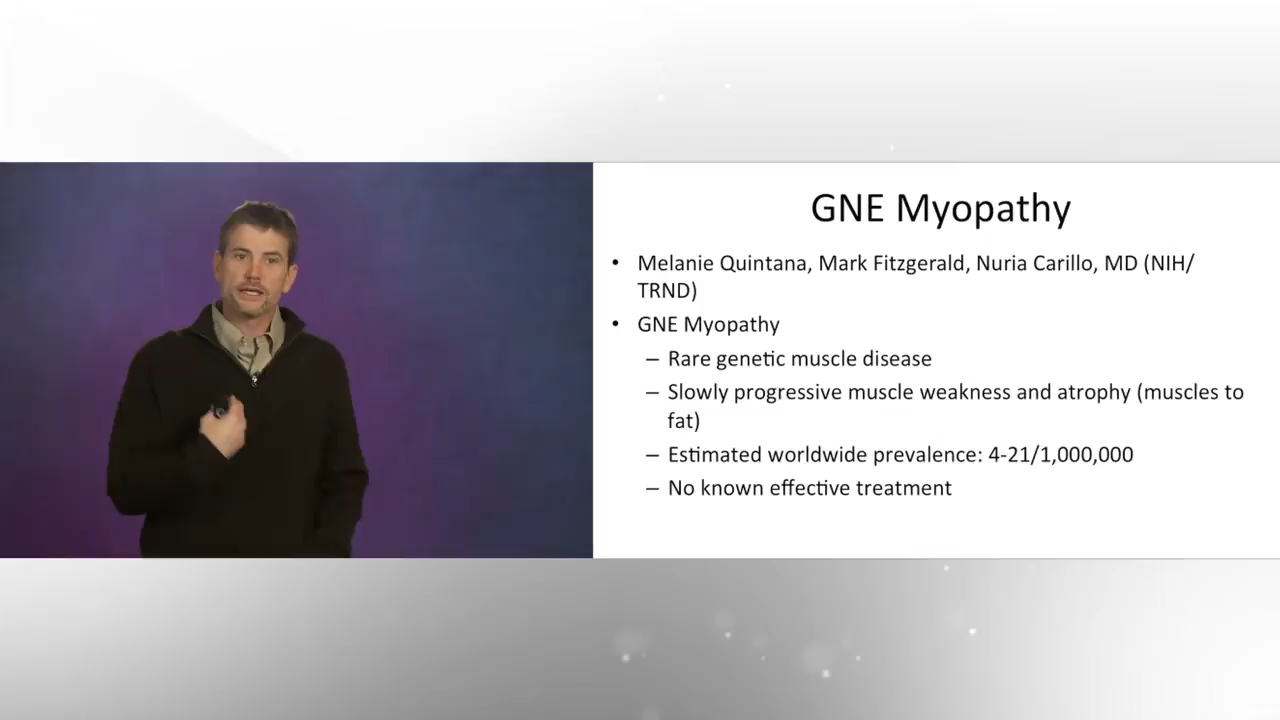 GNE Myopathy
• Melanie Quintana, Mark Fitzgerald, Nuria Carillo, MD (NIH/
TRND)
• GNE Myopathy
– Rare genetic muscle disease
– Slowly progressive muscle weakness and atrophy (muscles to
fat)
– Estimated worldwide prevalence: 4-21/1,000,000
– No known effective treatment